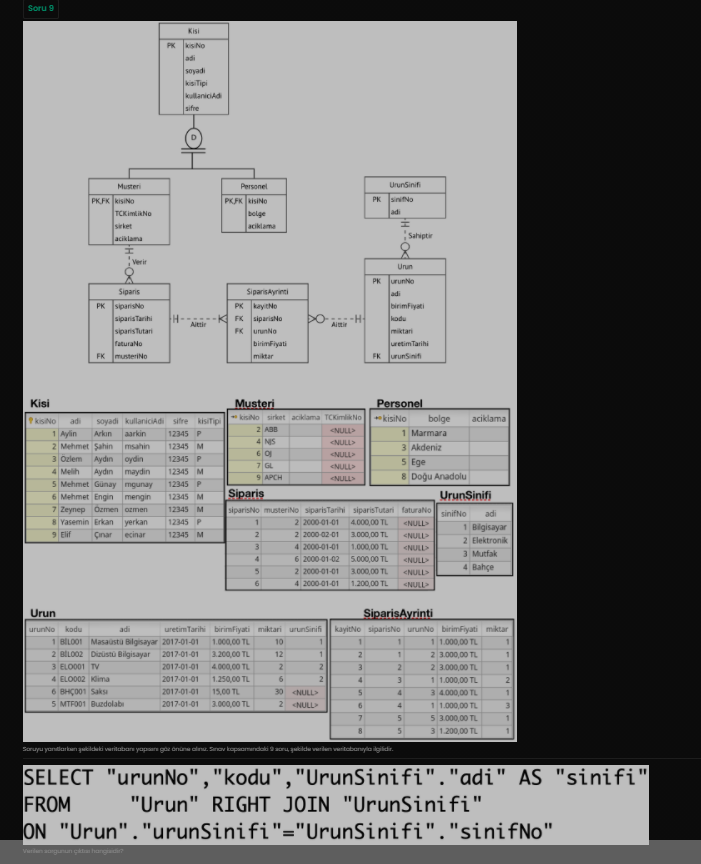 Soru 9
Kisi
PK kisiNo
adi
soyadi
kisiTipi
kullaniciAdi
sifre
D
Musteri
PK,FK kisiNo
TCKimlikNo
sirket
aciklama
Personel
PK,FK kisiNo
bolge
aciklama
UrunSinifi
PK sinifNo
adi
Verir
Sahiptir
Siparis
PK siparisNo
siparisTarihi
siparisTutari
faturaNo
FK musteriNo
Aittir
SiparisAyrinti
PK kayitNo
FK siparisNo
FK urunNo
birimFiyati
miktar
Aittir
Urun
PK urunNo
adi
birimFiyati
kodu
miktari
uretimTarihi
FK urunSinifi
Kisi
kisiNo adi soyadi kullaniciAdi sifre kisiTipi
1 Aylin Arkın aarkin 12345 P
2 Mehmet Şahin msahin 12345 M
3 Özlem Aydın oydin 12345 P
4 Melih Aydın maydin 12345 M
5 Mehmet Günay mgunay 12345 P
6 Mehmet Engin mengin 12345 M
7 Zeynep Özmen ozmen 12345 M
8 Yasemin Erkan yerkan 12345 P
9 Elif Çınar ecinar 12345 M
Musteri
kisiNo sirket aciklama TCKimlikNo
2 ABB <NULL>
4 NJS <NULL>
6 OJ <NULL>
7 GL <NULL>
9 APCH <NULL>
Personel
kisiNo bolge aciklama
1 Marmara
3 Akdeniz
5 Ege
8 Doğu Anadolu
Siparis
siparisNo musteriNo siparisTarihi siparisTutari faturaNo
1 2 2000-01-01 4.000,00 TL <NULL>
2 2 2000-02-01 3.000,00 TL <NULL>
3 4 2000-01-01 1.000,00 TL <NULL>
4 6 2000-01-02 5.000,00 TL <NULL>
5 2 2000-01-01 3.000,00 TL <NULL>
6 4 2000-01-01 1.200,00 TL <NULL>
UrunSinifi
sinifNo adi
1 Bilgisayar
2 Elektronik
3 Mutfak
4 Bahçe
Urun
urunNo kodu adi uretimTarihi birimFiyati miktari urunSinifi
1 BİL001 Masaüstü Bilgisayar 2017-01-01 1.000,00 TL 10 1
2 BİL002 Dizüstü Bilgisayar 2017-01-01 3.200,00 TL 12 1
3 ELO001 TV 2017-01-01 4.000,00 TL 2 2
4 ELO002 Klima 2017-01-01 1.250,00 TL 6 2
6 BHÇ001 Saksı 2017-01-01 15,00 TL 30 <NULL>
5 MTF001 Buzdolabı 2017-01-01 3.000,00 TL 2 <NULL>
SiparisAyrinti
kayitNo siparisNo urunNo birimFiyati miktar
1 1 1 1.000,00 TL 1
2 1 2 3.000,00 TL 1
3 2 2 3.000,00 TL 1
4 3 1 1.000,00 TL 2
5 4 3 4.000,00 TL 1
6 4 1 1.000,00 TL 3
7 5 5 3.000,00 TL 1
8 5 3 1.200,00 TL 1
Soruyu yanıtlarken şekildeki veritabanı yapısını göz önüne alınız. Sınav kapsamındaki 9 soru, şekilde verilen veritabanıyla ilgilidir.
SELECT "urunNo","kodu","UrunSinifi"."adi" AS "sinifi"
FROM "Urun" RIGHT JOIN "UrunSinifi"
ON "Urun"."urunSinifi"="UrunSinifi"."sinifNo"
Verilen sorgunun çıktısı hangisidir?